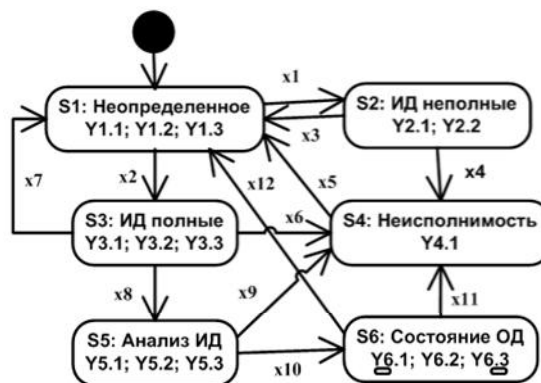 x1
S1: Неопределенное
Y1.1; Y1.2; Y1.3
S2: ИД неполные
Y2.1; Y2.2
x3
x7
x2
x12
x5
x4
S3: ИД полные
Y3.1; Y3.2; Y3.3
x6
S4: Неисполнимость
Y4.1
x8
x9
x11
S5: Анализ ИД
Y5.1; Y5.2; Y5.3
x10
S6: Состояние ОД
Y6.1; Y6.2; Y6.3